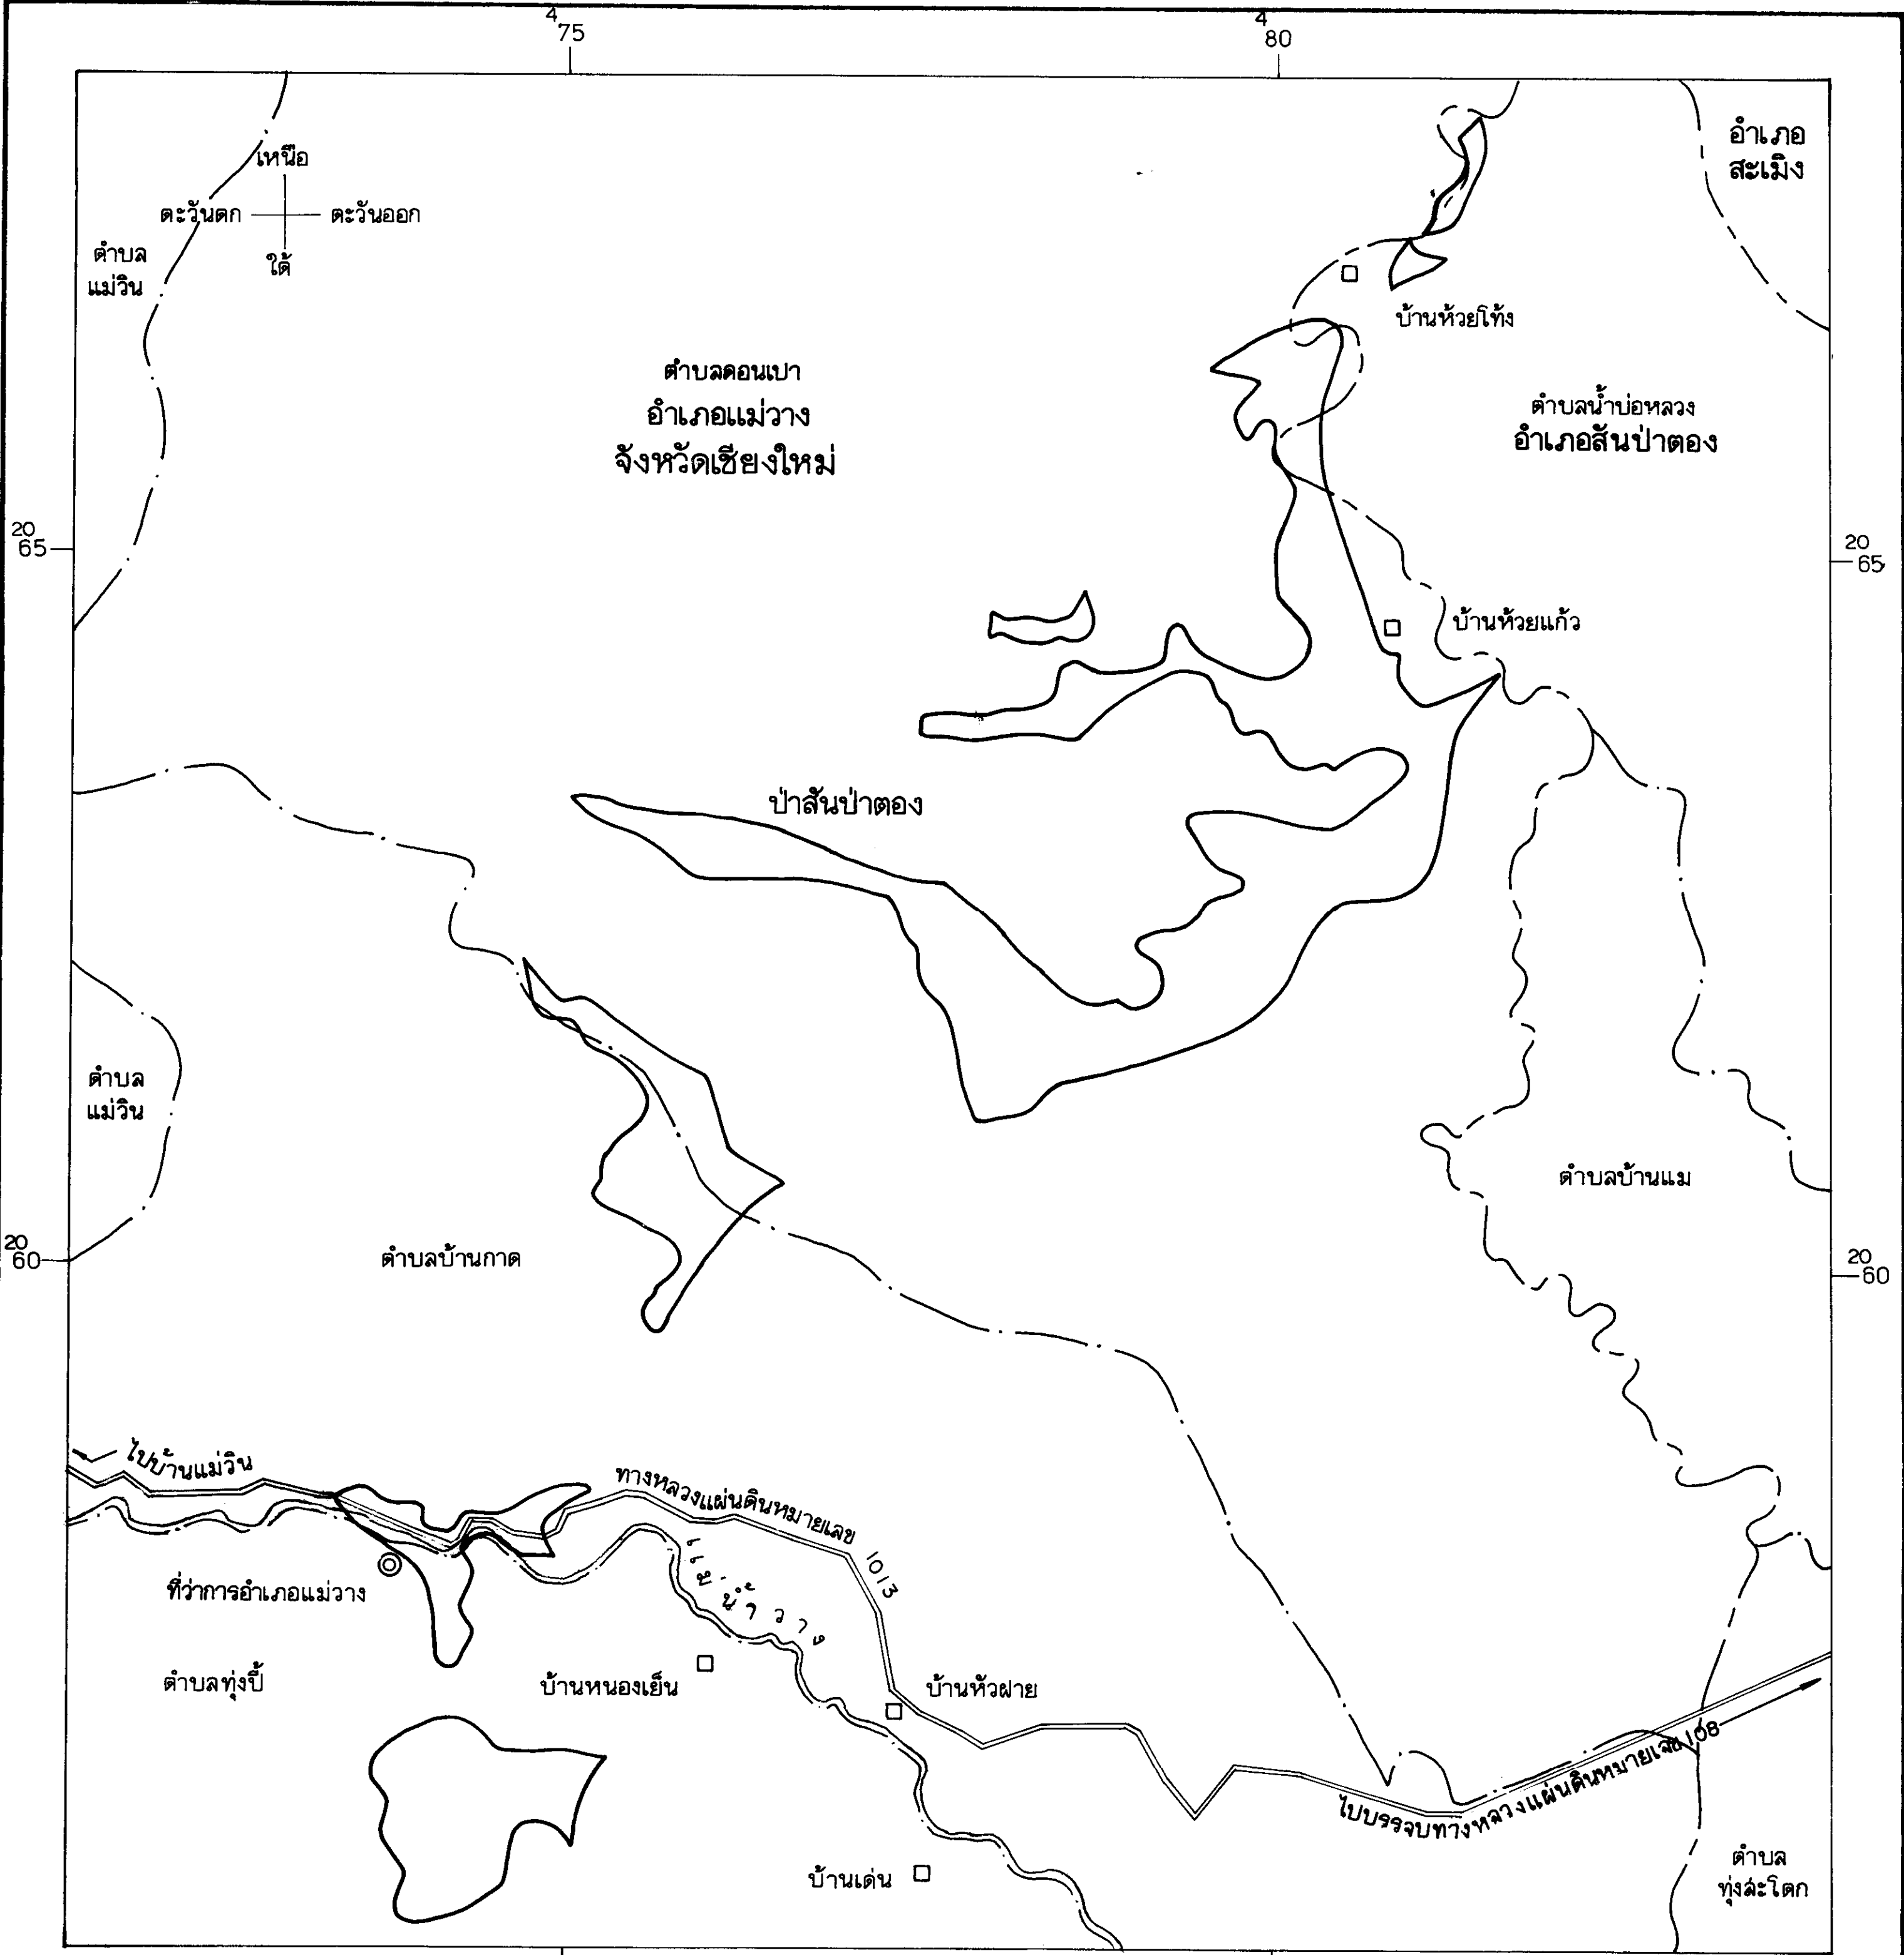 4
75
4
80
อำเภอ
สะเมิง
เหนือ
ตะวันตก
ตะวันออก
ใต้
ตำบล
แม่วิน
บ้านห้วยโท้ง
ตำบลดอนเปา
อำเภอแม่วาง
จังหวัดเชียงใหม่
ตำบลน้ำบ่อหลวง
อำเภอสันป่าตอง
20
65
20
65
บ้านห้วยแก้ว
ป่าสันป่าตอง
ตำบล
แม่วิน
ตำบลบ้านแม
20
60
ตำบลบ้านกาด
20
60
ไปบ้านแม่วิน
ทางหลวงแผ่นดินหมายเลข 1013
แม่น้ำวาง
ที่ว่าการอำเภอแม่วาง
ตำบลทุ่งปี้
บ้านหนองเย็น
บ้านหัวฝาย
ไปบรรจบทางหลวงแผ่นดินหมายเลข 108
บ้านเด่น
ตำบล
ทุ่งสะโตก